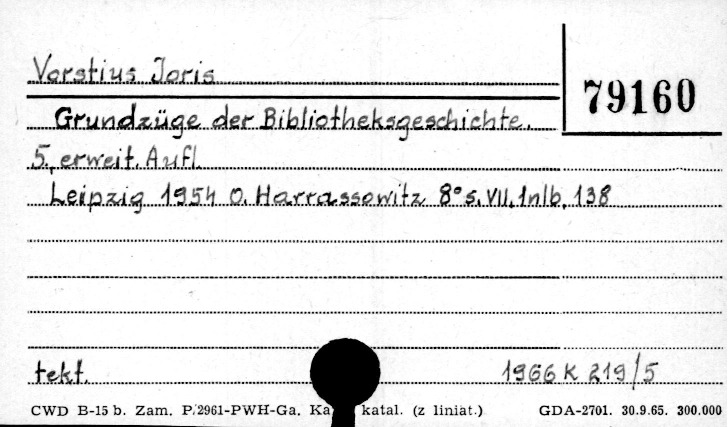 Vorstius Joris
79160
Grundzüge der Bibliotheksgeschichte.
5., erweit. Aufl.
Leipzig 1954 O. Harrassowitz 8° s. VII, 1nlb, 138
tekt.
1966 K 219/5
CWD B-15 b. Zam. P/2961-PWH-Ga. Ka katal. (z liniat.) GDA-2701. 30.9.65. 300.000